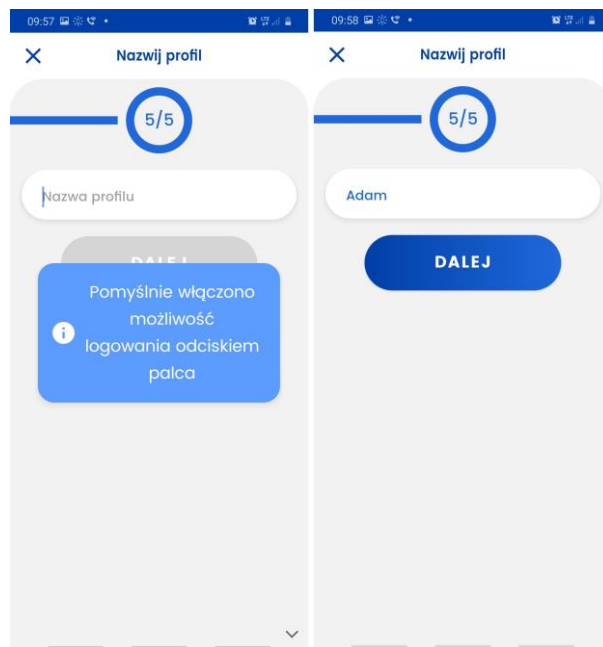 09:57
Nazwij profil
5/5
Nazwa profilu
DALEJ
Pomyślnie włączono
możliwość
logowania odciskiem
palca
09:58
Nazwij profil
5/5
Adam
DALEJ